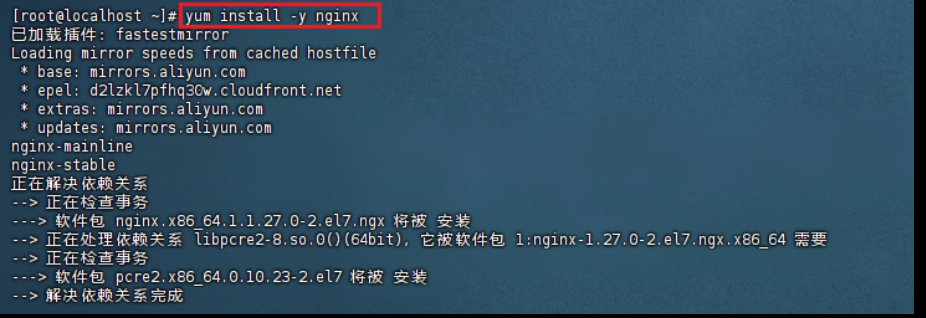 [root@localhost ~]# yum install -y nginx
已加载插件: fastestmirror
Loading mirror speeds from cached hostfile
 * base: mirrors.aliyun.com
 * epel: d2lzkl7pfhq30w.cloudfront.net
 * extras: mirrors.aliyun.com
 * updates: mirrors.aliyun.com
nginx-mainline
nginx-stable
正在解决依赖关系
--> 正在检查事务
---> 软件包 nginx.x86_64.1.1.27.0-2.el7.ngx 将被 安装
--> 正在处理依赖关系 libpcre2-8.so.0()(64bit), 它被软件包 1:nginx-1.27.0-2.el7.ngx.x86_64 需要
--> 正在检查事务
---> 软件包 pcre2.x86_64.0.10.23-2.el7 将被 安装
--> 解决依赖关系完成